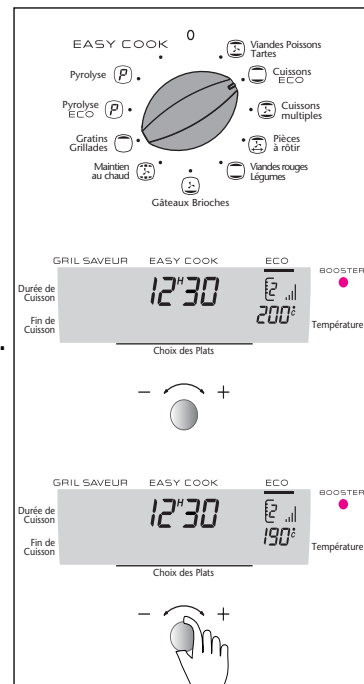 EASY COOK
0
Viandes Poissons
Tartes
Pyrolyse
P
Cuissons
ECO
Pyrolyse
ECO
P
Cuissons
multiples
Gratins
Grillades
Pièces
à rôtir
Maintien
au chaud
Viandes rouges
Légumes
Gâteaux Brioches
GRIL SAVEUR EASY COOK ECO
BOOSTER
Durée de
Cuisson
12H30
2
Fin de
Cuisson
200°c
Température
Choix des Plats
- +
GRIL SAVEUR EASY COOK ECO
BOOSTER
Durée de
Cuisson
12H30
2
Fin de
Cuisson
190°c
Température
Choix des Plats
- +